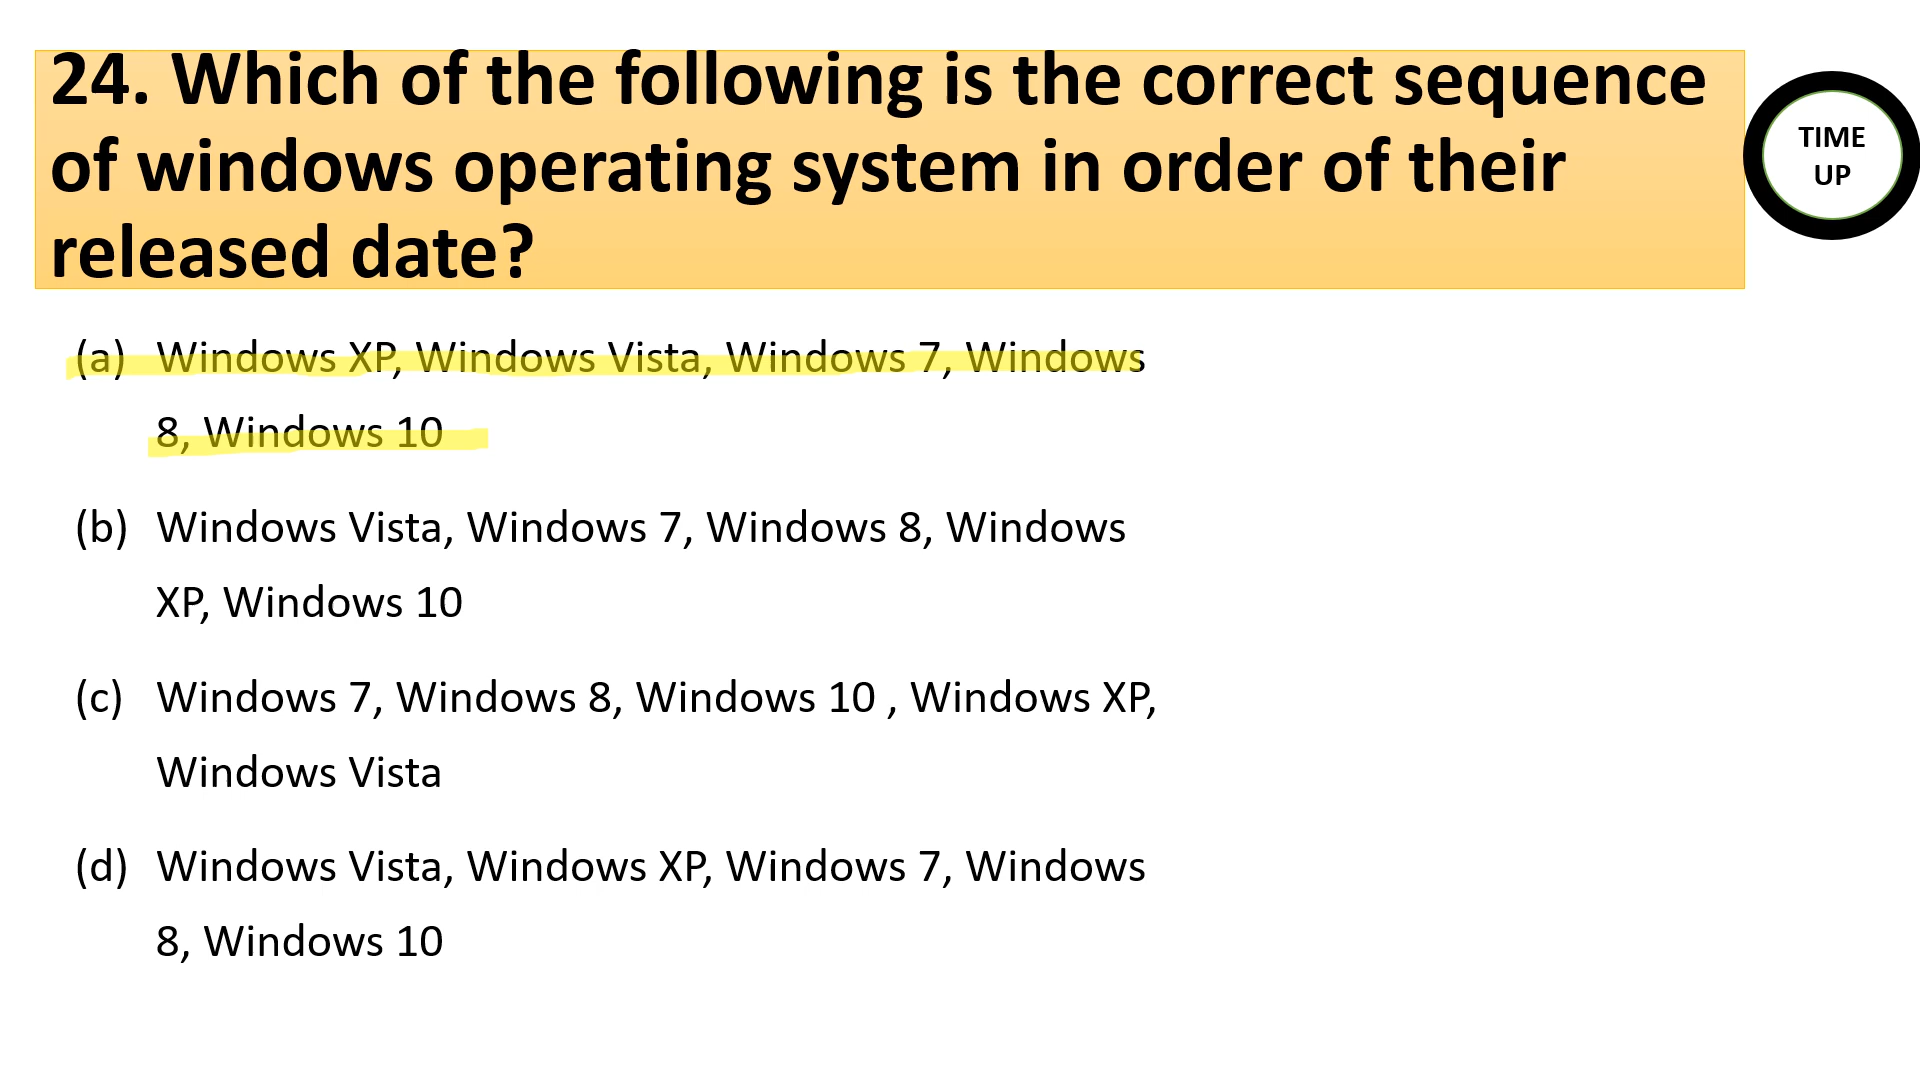 24. Which of the following is the correct sequence
of windows operating system in order of their
released date?
TIME
UP
(a) Windows XP, Windows Vista, Windows 7, Windows
8, Windows 10
(b) Windows Vista, Windows 7, Windows 8, Windows
XP, Windows 10
(c) Windows 7, Windows 8, Windows 10 , Windows XP,
Windows Vista
(d) Windows Vista, Windows XP, Windows 7, Windows
8, Windows 10